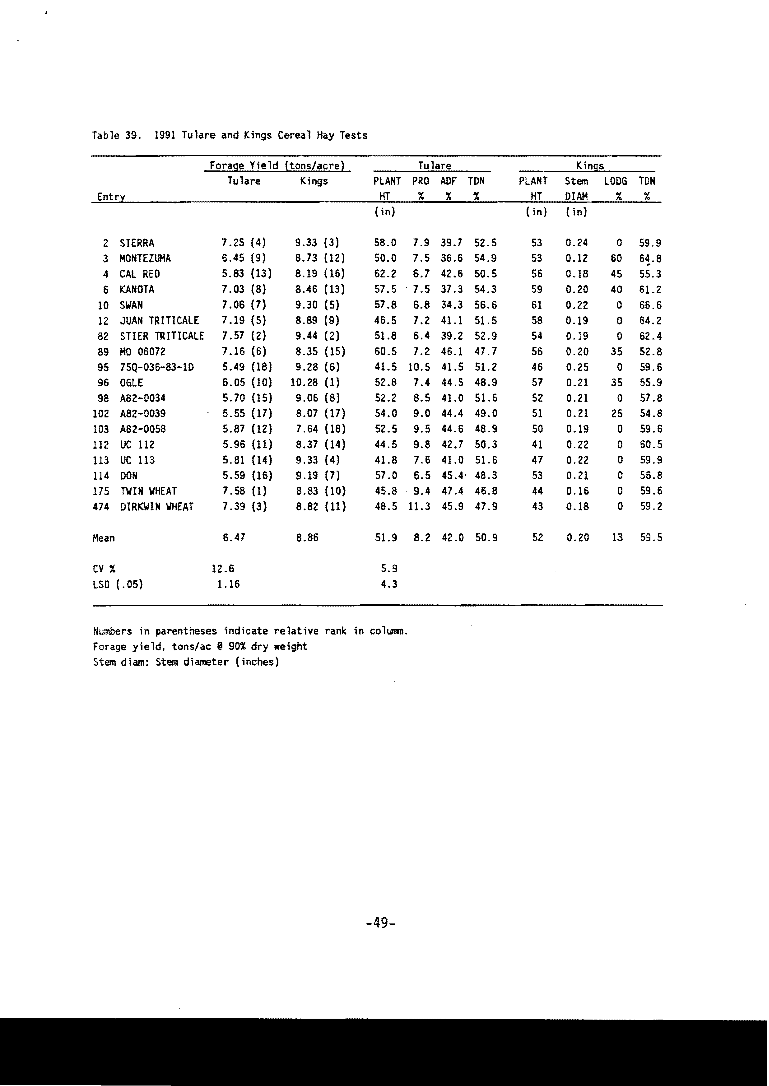 Table 39. 1991 Tulare and Kings Cereal Hay Tests
Forage Yield (tons/acre) Tulare Kings
Tulare Kings PLANT PRO ADF TDN PLANT Stem LODG TDN
Entry HT % % % HT DIAM % %
(in) (in) (in)
2 STERRA 7.25 (4) 9.33 (3) 58.0 7.9 39.7 52.5 53 0.24 0 59.9
3 MONTEZUMA 6.45 (9) 8.73 (12) 50.0 7.5 36.6 54.9 53 0.12 60 64.8
4 CAL RED 5.83 (13) 8.19 (16) 62.2 6.7 42.6 50.5 56 0.18 45 55.3
6 KANOTA 7.03 (8) 8.46 (13) 57.5 7.5 37.3 54.3 59 0.20 40 61.2
10 SWAN 7.06 (7) 9.30 (5) 57.8 6.8 34.3 56.6 61 0.22 0 66.6
12 JUAN TRITICALE 7.19 (5) 8.89 (9) 46.5 7.2 41.1 51.5 58 0.19 0 64.2
82 STIER TRITICALE 7.57 (2) 9.44 (2) 51.8 6.4 39.2 52.9 54 0.19 0 62.4
89 MO 06072 7.16 (6) 8.35 (15) 60.5 7.2 46.1 47.7 56 0.20 35 52.8
95 75Q-036-83-1D 5.49 (18) 9.28 (6) 41.5 10.5 41.5 51.2 46 0.25 0 59.6
96 OGLE 6.05 (10) 10.28 (1) 52.8 7.4 44.5 48.9 57 0.21 35 55.9
98 A82-0034 5.70 (15) 9.06 (8) 52.2 8.5 41.0 51.6 52 0.21 0 57.8
102 A82-0039 5.55 (17) 8.07 (17) 54.0 9.0 44.4 49.0 51 0.21 25 54.8
103 A82-0058 5.87 (12) 7.64 (18) 52.5 9.5 44.6 48.9 50 0.19 0 59.6
112 UC 112 5.96 (11) 8.37 (14) 44.5 9.8 42.7 50.3 41 0.22 0 60.5
113 UC 113 5.81 (14) 9.33 (4) 41.8 7.6 41.0 51.6 47 0.22 0 59.9
114 DON 5.59 (16) 9.19 (7) 57.0 6.5 45.4 48.3 53 0.21 0 56.8
175 TWIN WHEAT 7.58 (1) 8.83 (10) 45.8 9.4 47.4 46.8 44 0.16 0 59.6
474 DIRKWIN WHEAT 7.39 (3) 8.82 (11) 48.5 11.3 45.9 47.9 43 0.18 0 59.2
Mean 6.47 8.86 51.9 8.2 42.0 50.9 52 0.20 13 59.5
CV % 12.6 5.9
LSD (.05) 1.16 4.3
Numbers in parentheses indicate relative rank in column.
Forage yield, tons/ac @ 90% dry weight
Stem diam: Stem diameter (inches)
-49-